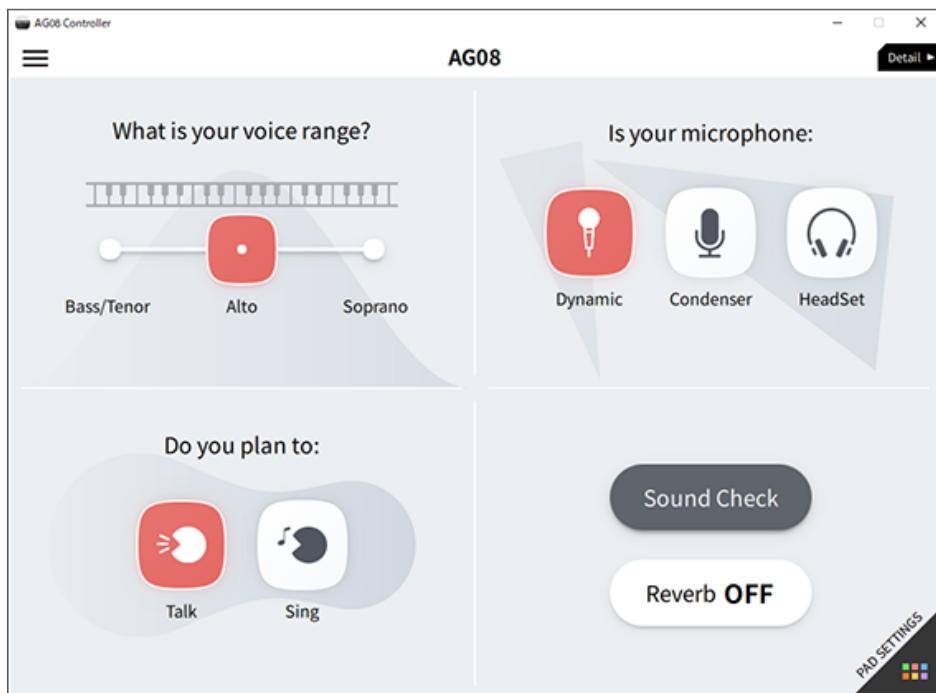 AG08 Controller
AG08
Detail
What is your voice range?
Bass/Tenor
Alto
Soprano
Is your microphone:
Dynamic
Condenser
HeadSet
Do you plan to:
Talk
Sing
Sound Check
Reverb OFF
PAD SETTINGS